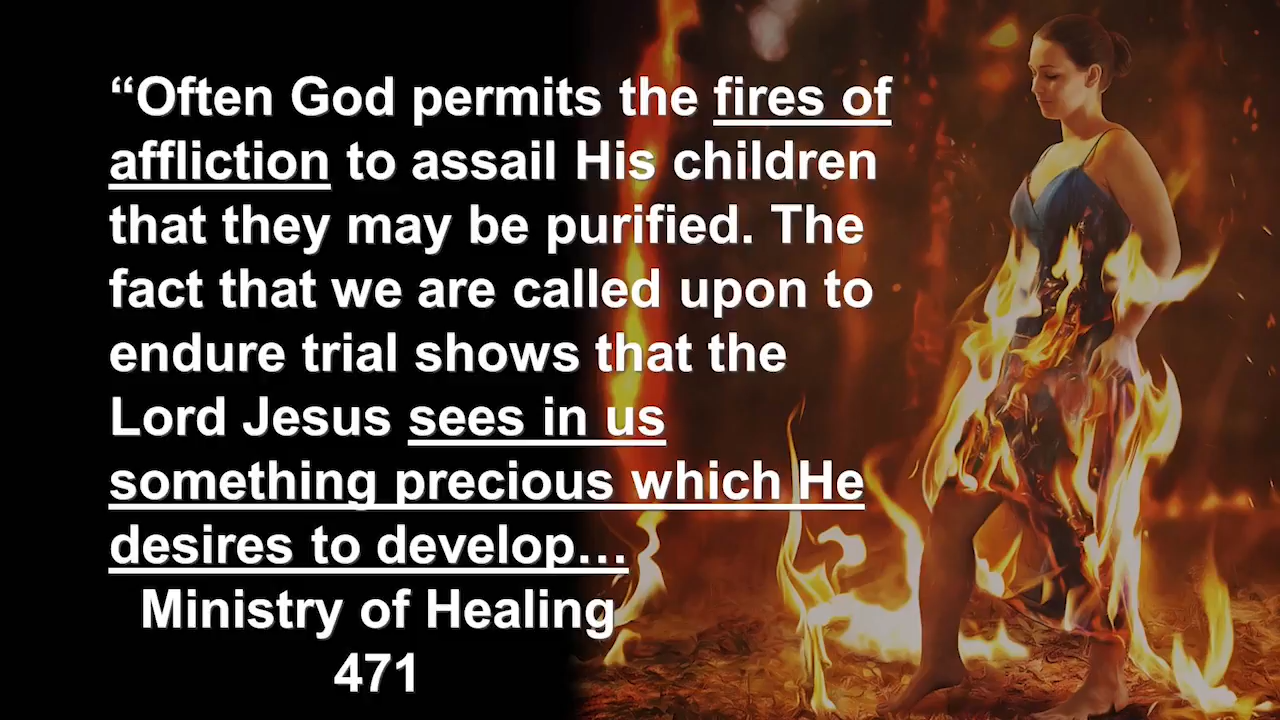 “Often God permits the fires of
affliction to assail His children
that they may be purified. The
fact that we are called upon to
endure trial shows that the
Lord Jesus sees in us
something precious which He
desires to develop…
Ministry of Healing
471